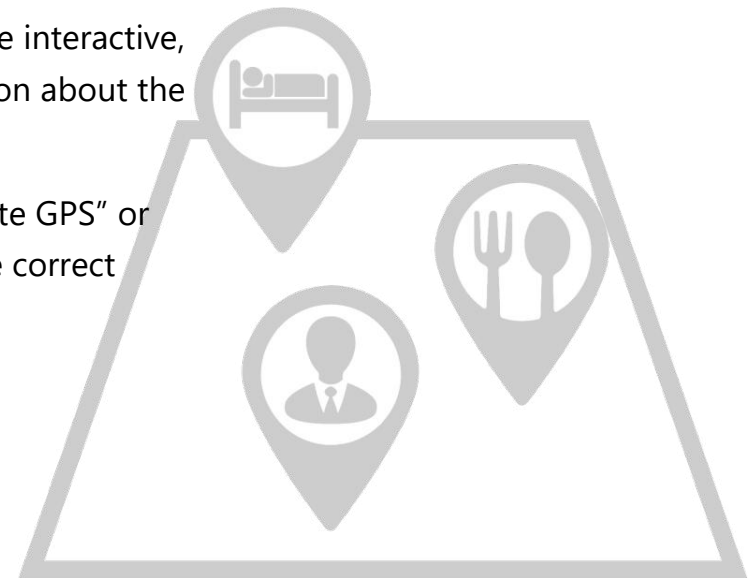 e interactive,
on about the
te GPS” or
e correct